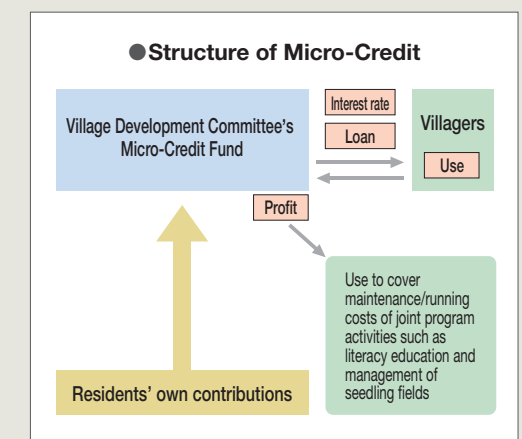 ●Structure of Micro-Credit
Village Development Committee's
Micro-Credit Fund
Interest rate
Loan
Villagers
Use
Profit
Use to cover
maintenance/running
costs of joint program
activities such as
literacy education and
management of
seedling fields
Residents' own contributions